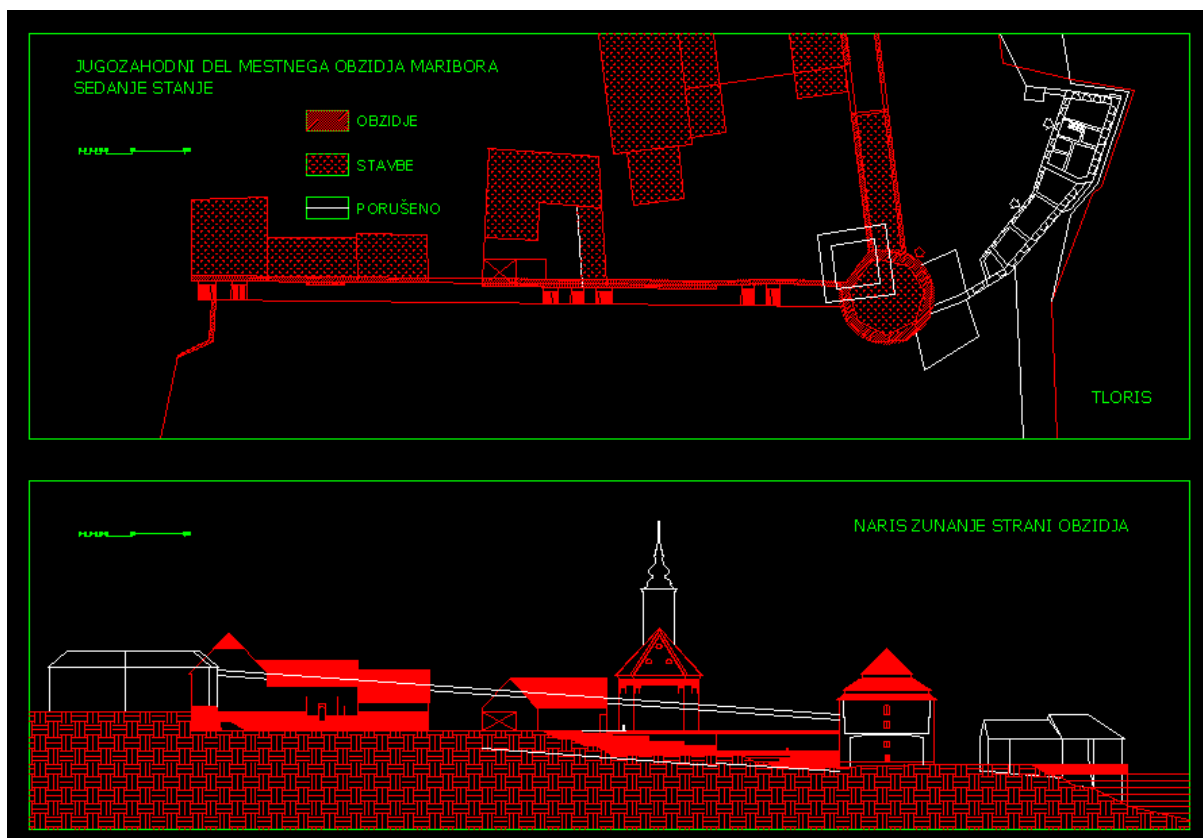 JUGOZAHODNI DEL MESTNEGA OBZIDJA MARIBORA
SEDANJE STANJE
OBZIDJE
STAVBE
PORUŠENO
TLORIS
NARIS ZUNANJE STRANI OBZIDJA